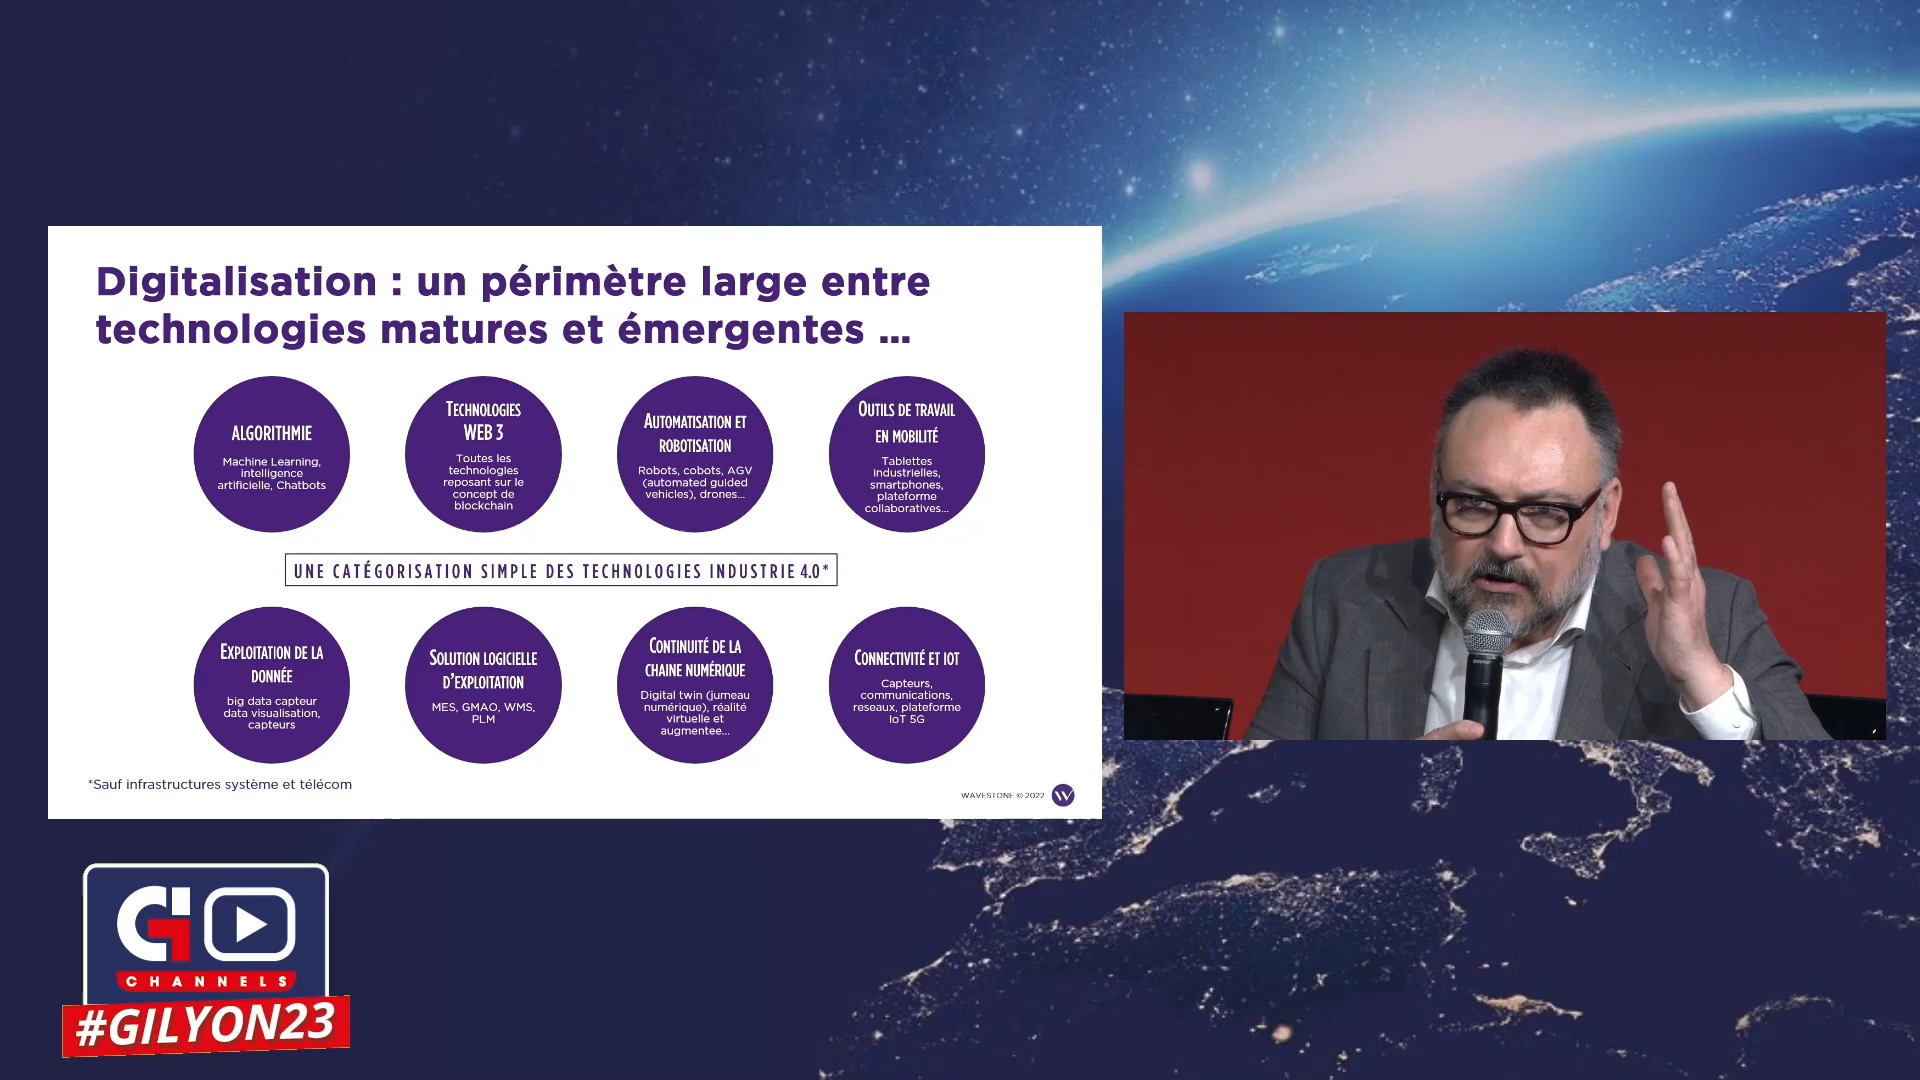 Digitalisation : un périmètre large entre
technologies matures et émergentes ...
ALGORITHMIE
Machine Learning,
intelligence
artificielle, Chatbots
TECHNOLOGIES
WEB 3
Toutes les
technologies
reposant sur le
concept de
blockchain
AUTOMATISATION ET
ROBOTISATION
Robots, cobots, AGV
(automated guided
vehicles), drones...
OUTILS DE TRAVAIL
EN MOBILITÉ
Tablettes
industrielles,
smartphones,
plateforme
collaboratives...
UNE CATÉGORISATION SIMPLE DES TECHNOLOGIES INDUSTRIE 4.0*
EXPLOITATION DE LA
DONNÉE
big data capteur
data visualisation,
capteurs
SOLUTION LOGICIELLE
D'EXPLOITATION
MES, GMAO, WMS,
PLM
CONTINUITÉ DE LA
CHAINE NUMÉRIQUE
Digital twin (jumeau
numérique), réalité
virtuelle et
augmentee...
CONNECTIVITÉ ET IOT
Capteurs,
communications,
reseaux, plateforme
IoT 5G
*Sauf infrastructures système et télécom
WAVESTONE © 2022 W
GI
CHANNELS
#GILYON23